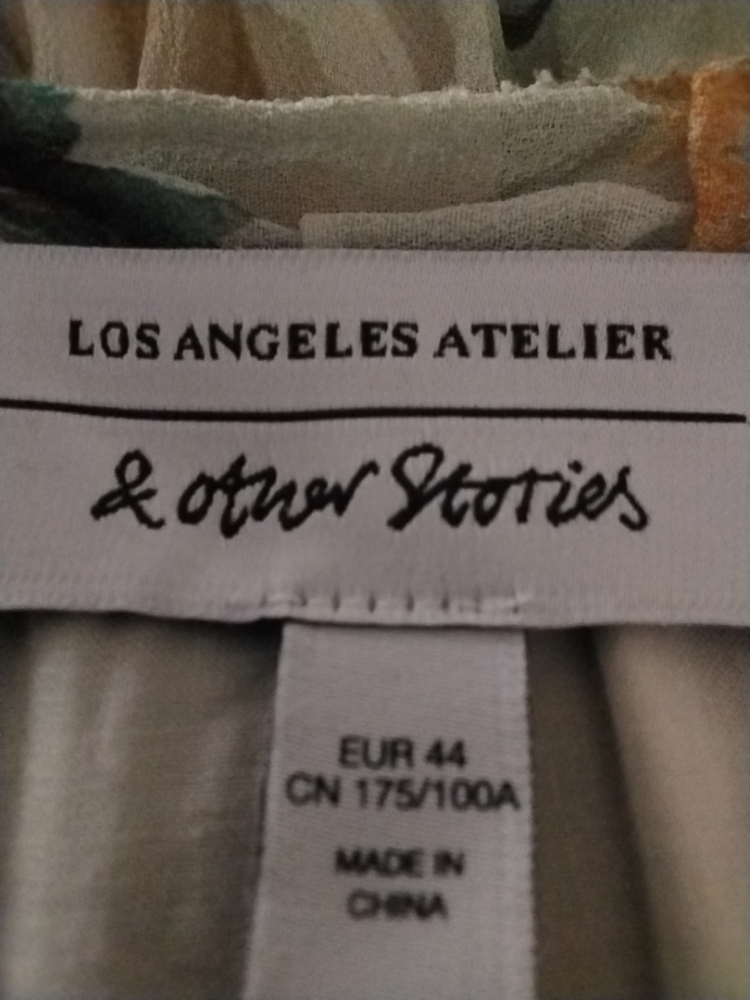 LOS ANGELES ATELIER
& other Stories
EUR 44
CN 175/100A
MADE IN
CHINA